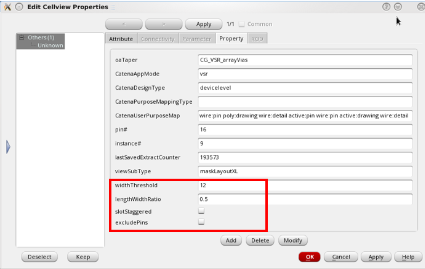 Edit Cellview Properties
Apply 1/1 Common
Others (1)
Unknown
Attribute Connectivity Parameter Property
aaTaper CG_VSR_arrayVias
CatenaAppMode vsr
CatenaDesignType devicelevel
CatenaPurposeMappingType
CatenaUserPurposeMap wire pin poly:drawing wire:detail active:pin wire pin active:drawing wire:detail
pin# 16
instance# 9
lastSavedExtractCounter 193573
viewSubType maskLayoutXL
widthThreshold 12
lengthWidthRatio 0.5
slotStaggered
excludePins
Add Delete Modify
Deselect Keep OK Cancel Apply Help